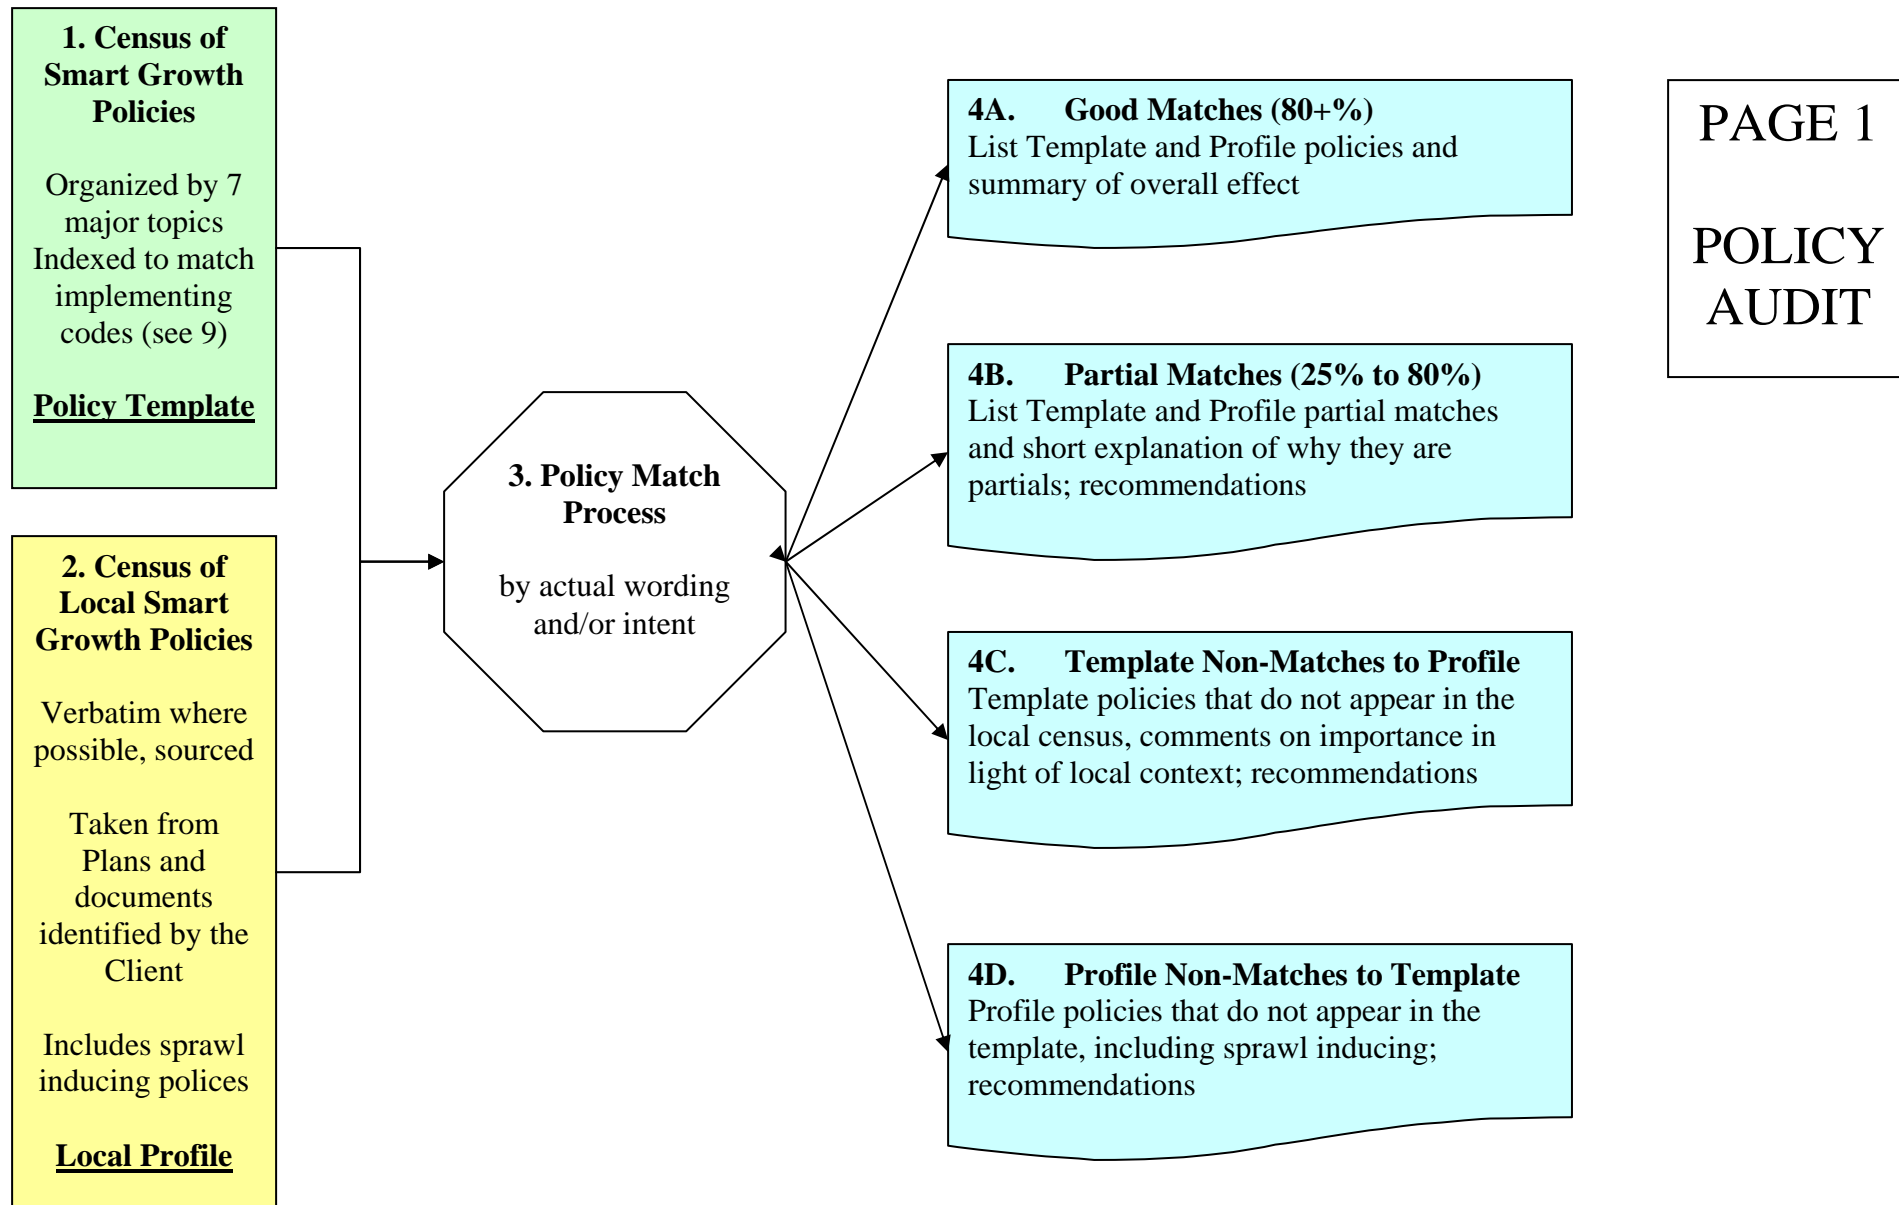 1. Census of
Smart Growth
Policies
Organized by 7
major topics
Indexed to match
implementing
codes (see 9)
Policy Template
2. Census of
Local Smart
Growth Policies
Verbatim where
possible, sourced
Taken from
Plans and
documents
identified by the
Client
Includes sprawl
inducing polices
Local Profile
3. Policy Match
Process
by actual wording
and/or intent
4A. Good Matches (80+%)
List Template and Profile policies and
summary of overall effect
4B. Partial Matches (25% to 80%)
List Template and Profile partial matches
and short explanation of why they are
partials; recommendations
4C. Template Non-Matches to Profile
Template policies that do not appear in the
local census, comments on importance in
light of local context; recommendations
4D. Profile Non-Matches to Template
Profile policies that do not appear in the
template, including sprawl inducing;
recommendations
PAGE 1
POLICY
AUDIT